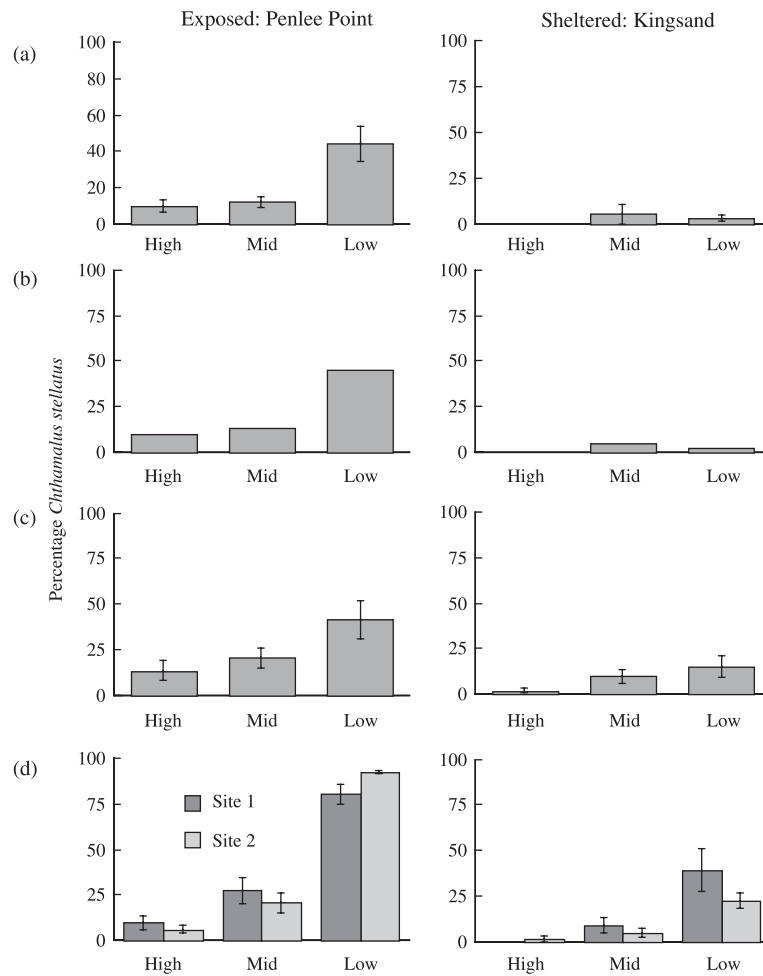 Exposed: Penlee Point
Sheltered: Kingsand
(a)
100
80
60
40
20
0
High Mid Low
100
75
50
25
0
High Mid Low
(b)
100
75
50
25
0
High Mid Low
100
75
50
25
0
High Mid Low
Percentage Chthamalus stellatus
(c)
100
75
50
25
0
High Mid Low
100
75
50
25
0
High Mid Low
(d)
100
75
50
25
0
Site 1
Site 2
High Mid Low
100
75
50
25
0
High Mid Low